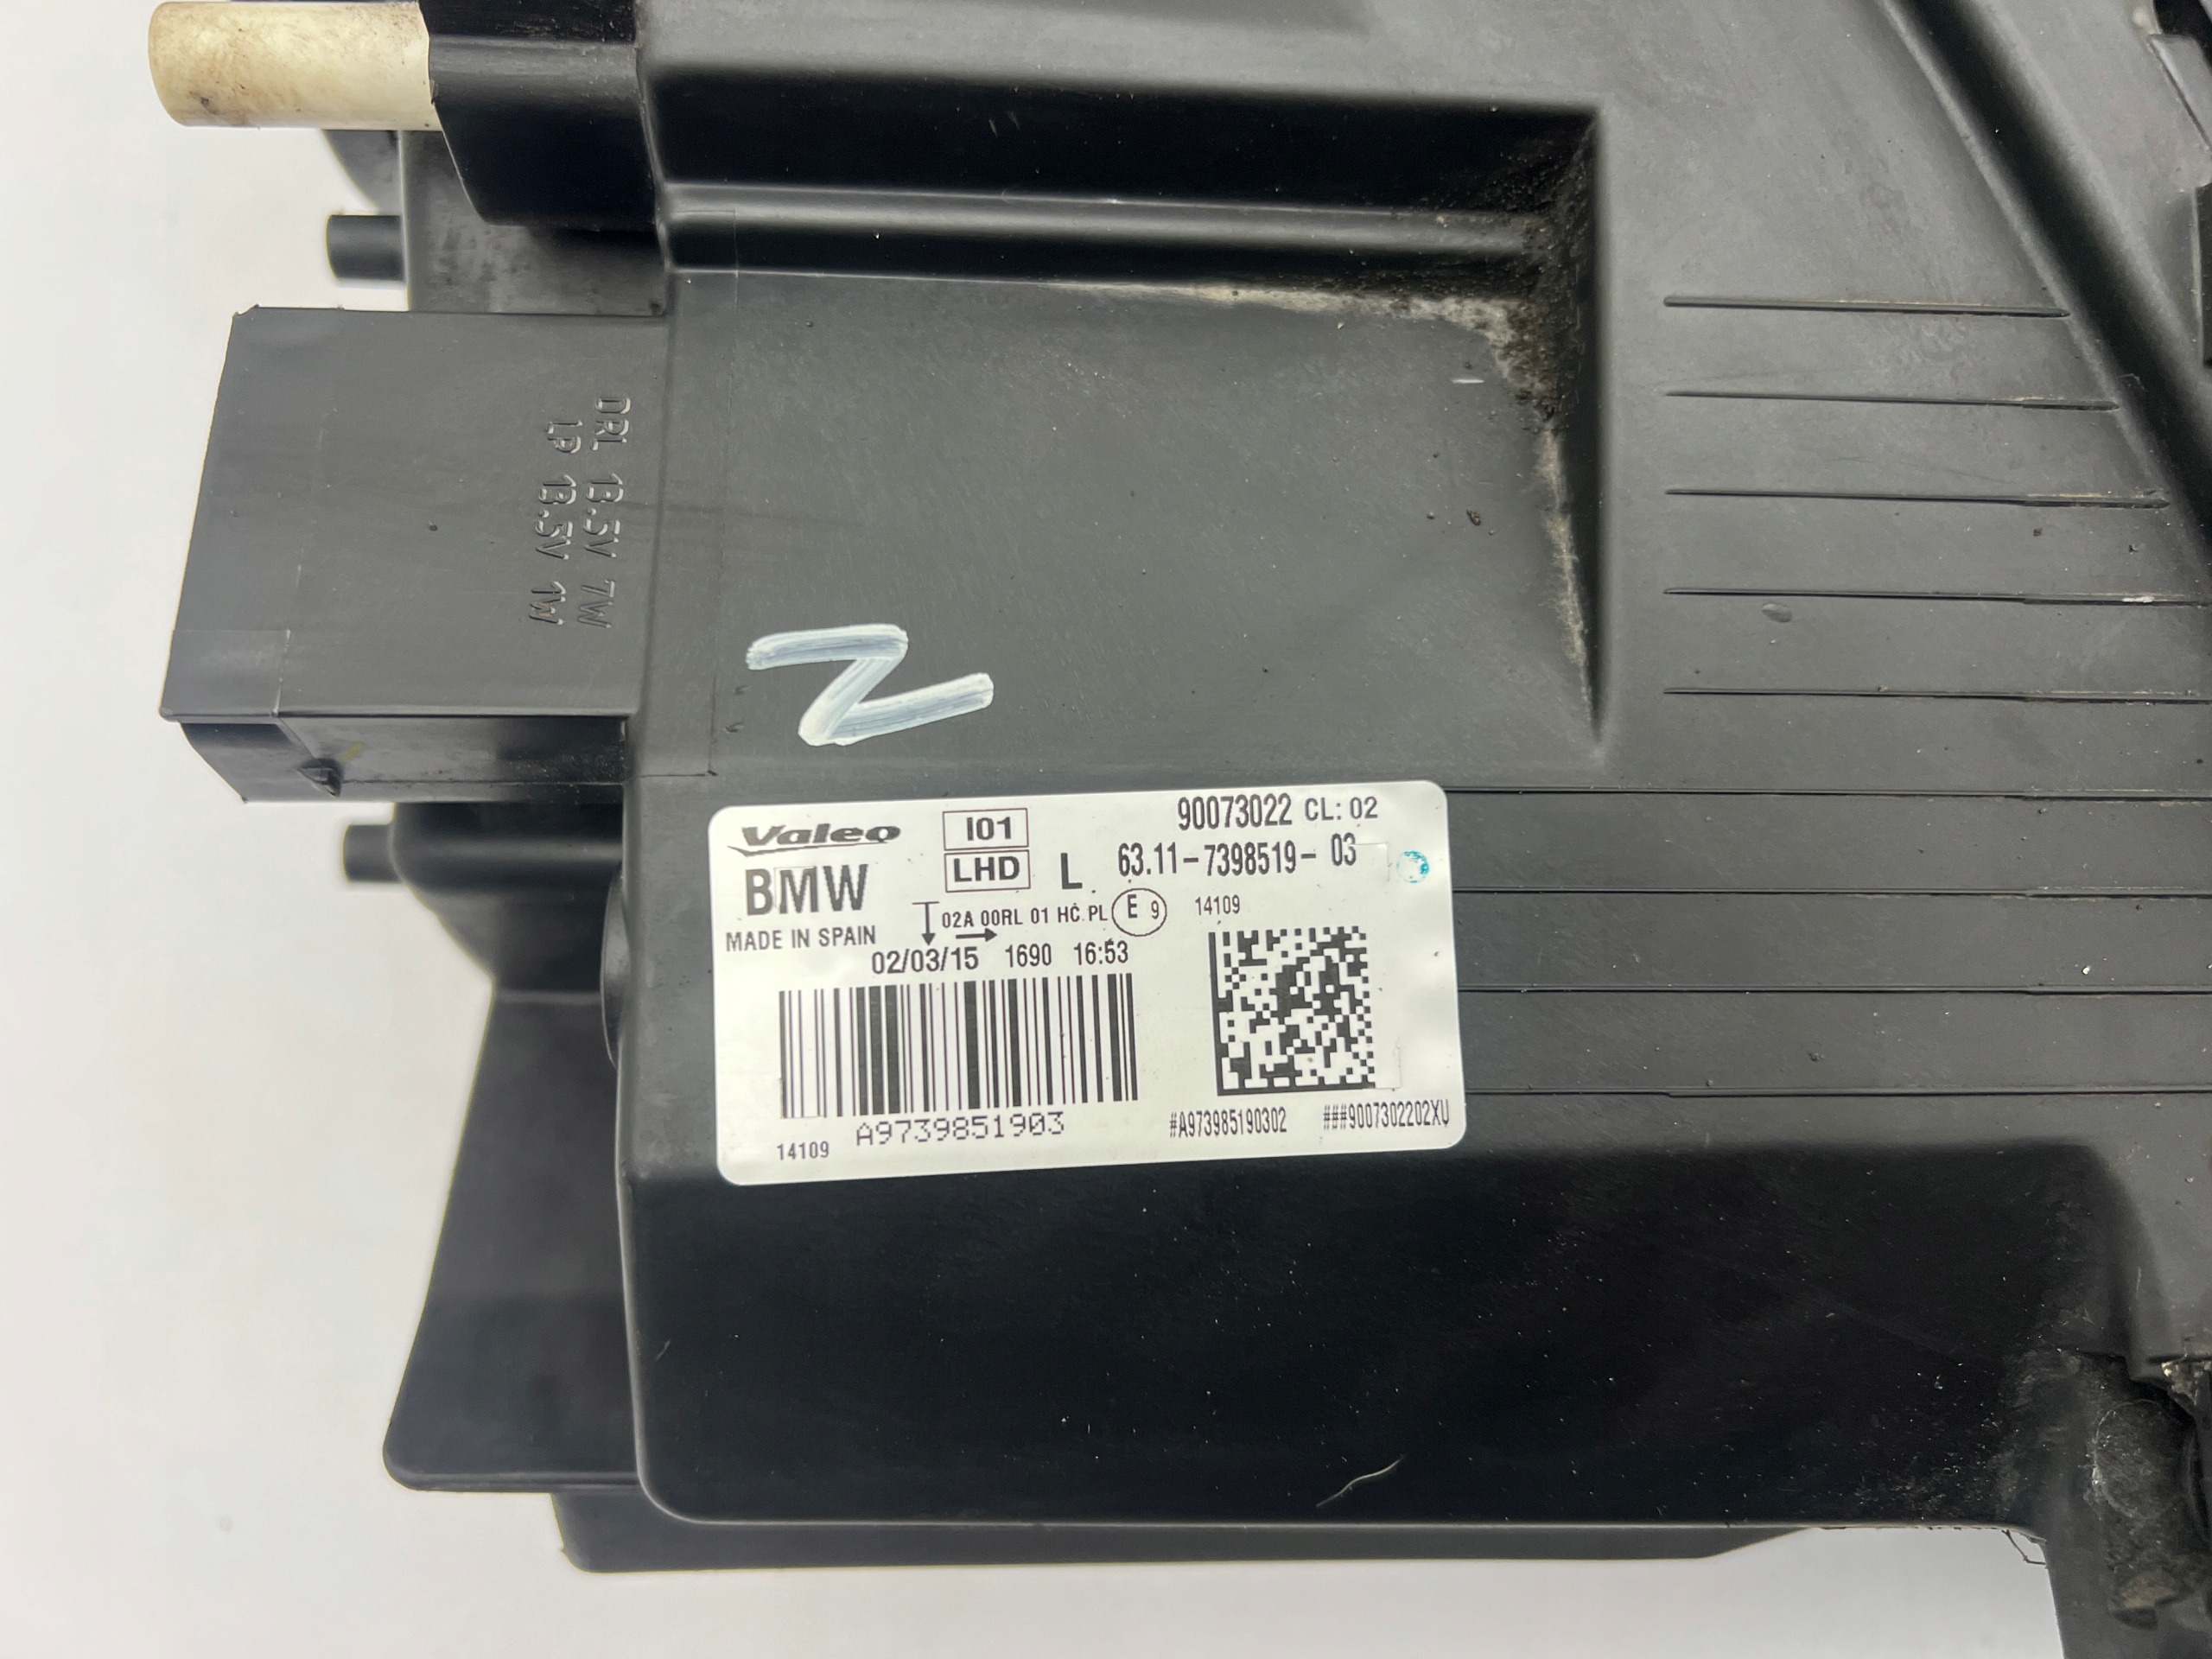 DRL 13.5V 7W
LP 13.5V 1W
Z
Valeo
I01
90073022 CL: 02
BMW
LHD
L
63.11-7398519- 03
MADE IN SPAIN
02A 00RL 01 HC PL
E 9
14109
02/03/15 1690 16:53
A9739851903
14109
#A973985190302
###9007302202XU